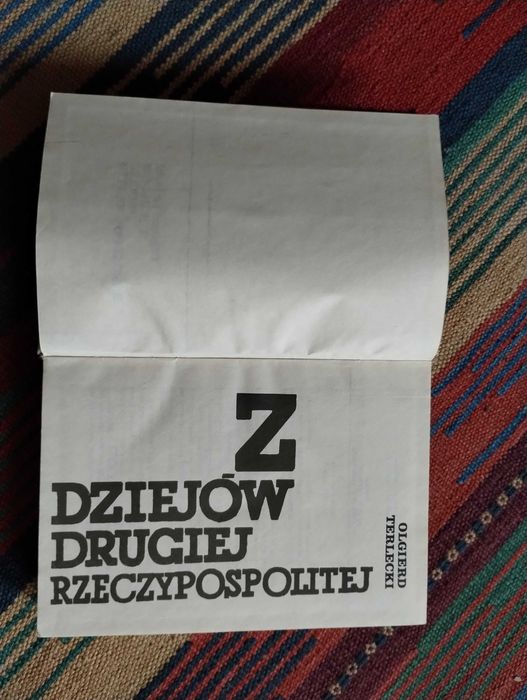 Z
DZIEJÓW
DRUGIEJ
RZECZYPOSPOLITEJ
OLGIERD
TERLECKI